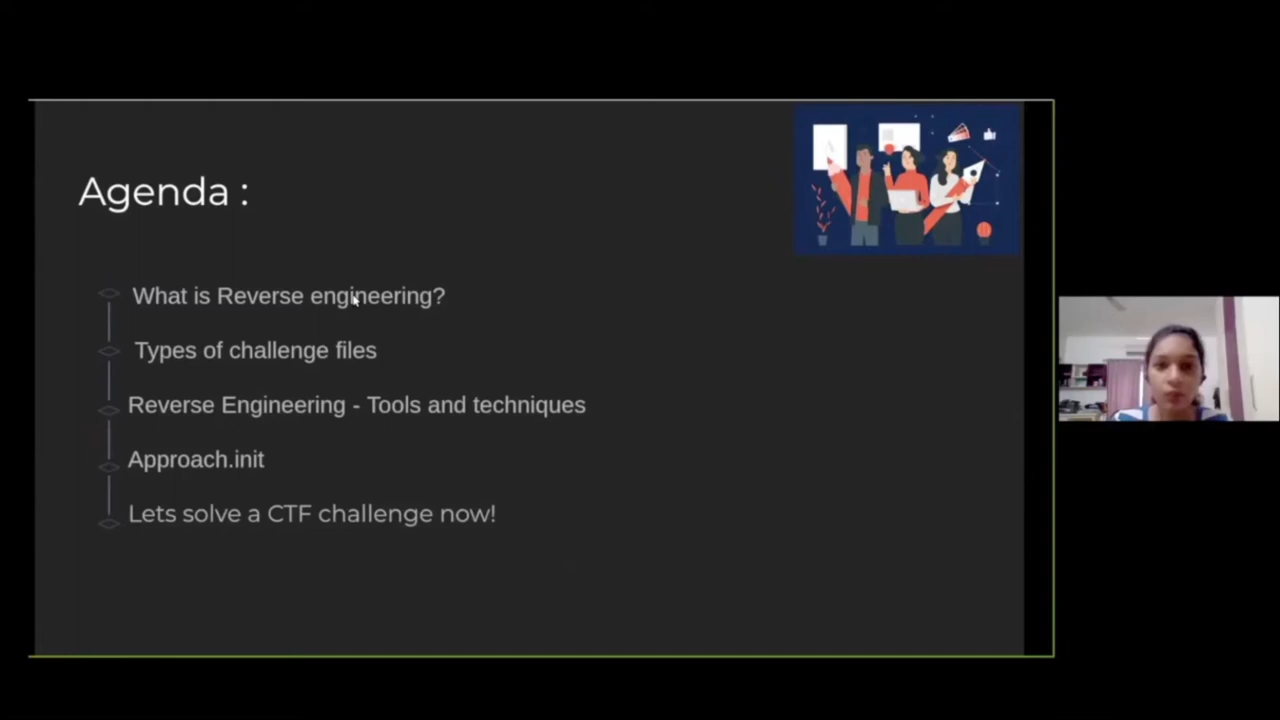 Agenda :
What is Reverse engineering?
Types of challenge files
Reverse Engineering - Tools and techniques
Approach.init
Lets solve a CTF challenge now!